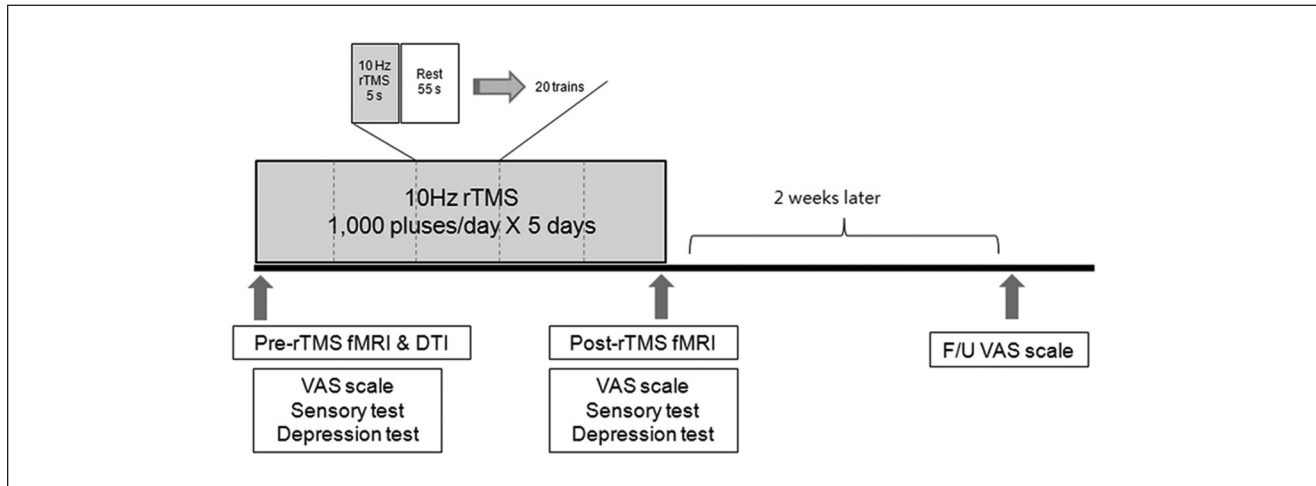 10 Hz
rTMS
5 s
Rest
55 s
20 trains
10Hz rTMS
1,000 pluses/day X 5 days
2 weeks later
Pre-rTMS fMRI & DTI
VAS scale
Sensory test
Depression test
Post-rTMS fMRI
VAS scale
Sensory test
Depression test
F/U VAS scale